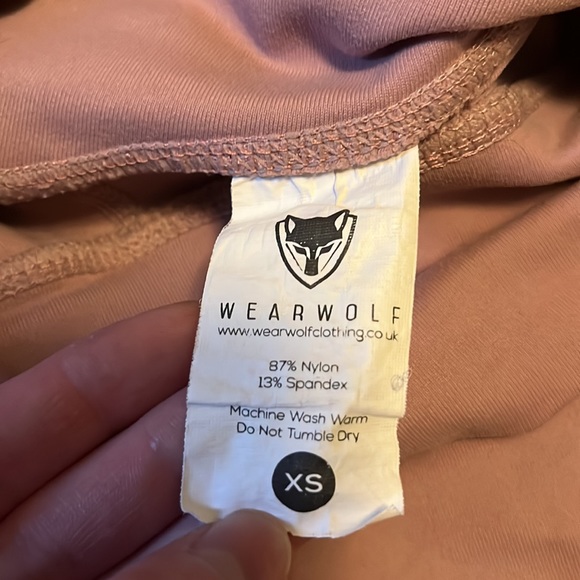 WEARWOLF
www.wearwolfclothing.co.uk
87% Nylon
13% Spandex
Machine Wash Warm
Do Not Tumble Dry
XS